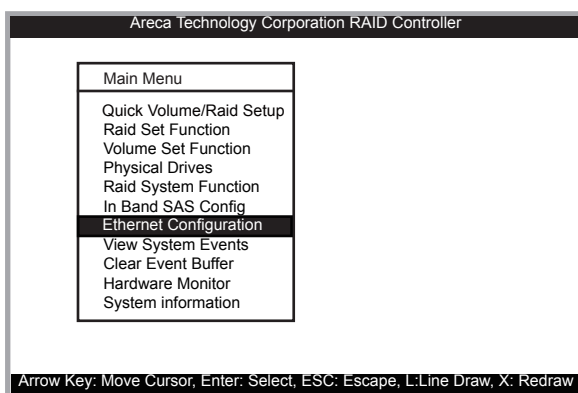 Areca Technology Corporation RAID Controller
Main Menu
Quick Volume/Raid Setup
Raid Set Function
Volume Set Function
Physical Drives
Raid System Function
In Band SAS Config
Ethernet Configuration
View System Events
Clear Event Buffer
Hardware Monitor
System information
Arrow Key: Move Cursor, Enter: Select, ESC: Escape, L:Line Draw, X: Redraw